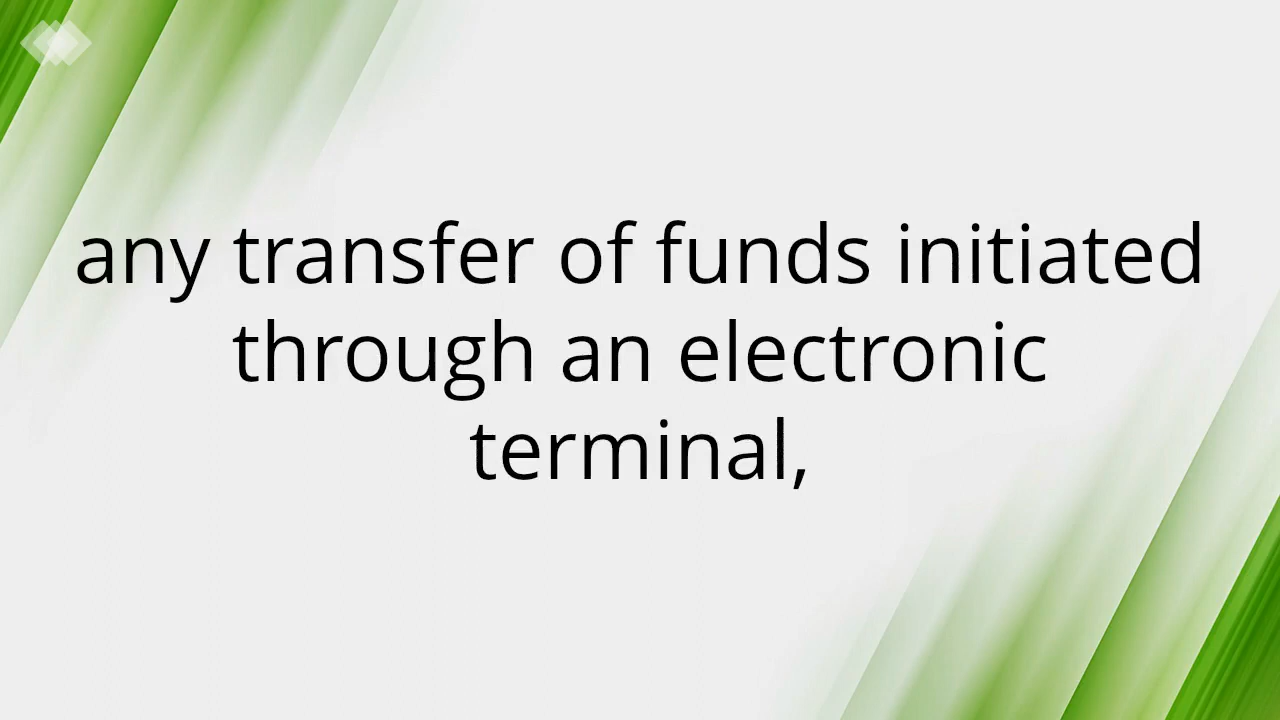 any transfer of funds initiated
through an electronic
terminal,